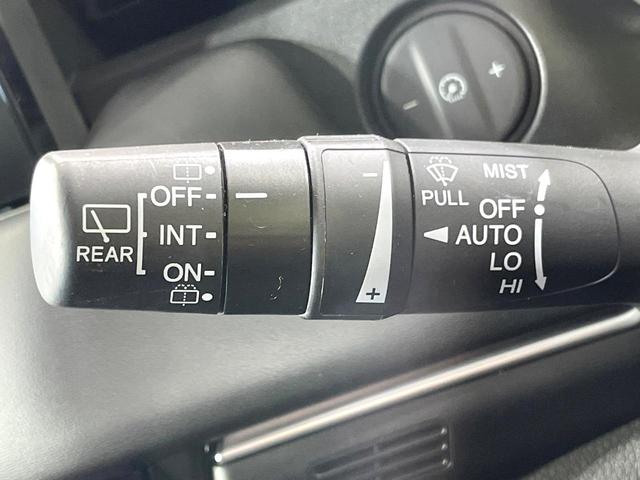 REAR
OFF
INT
ON
-
+
PULL
MIST
OFF
AUTO
LO
HI
-
+